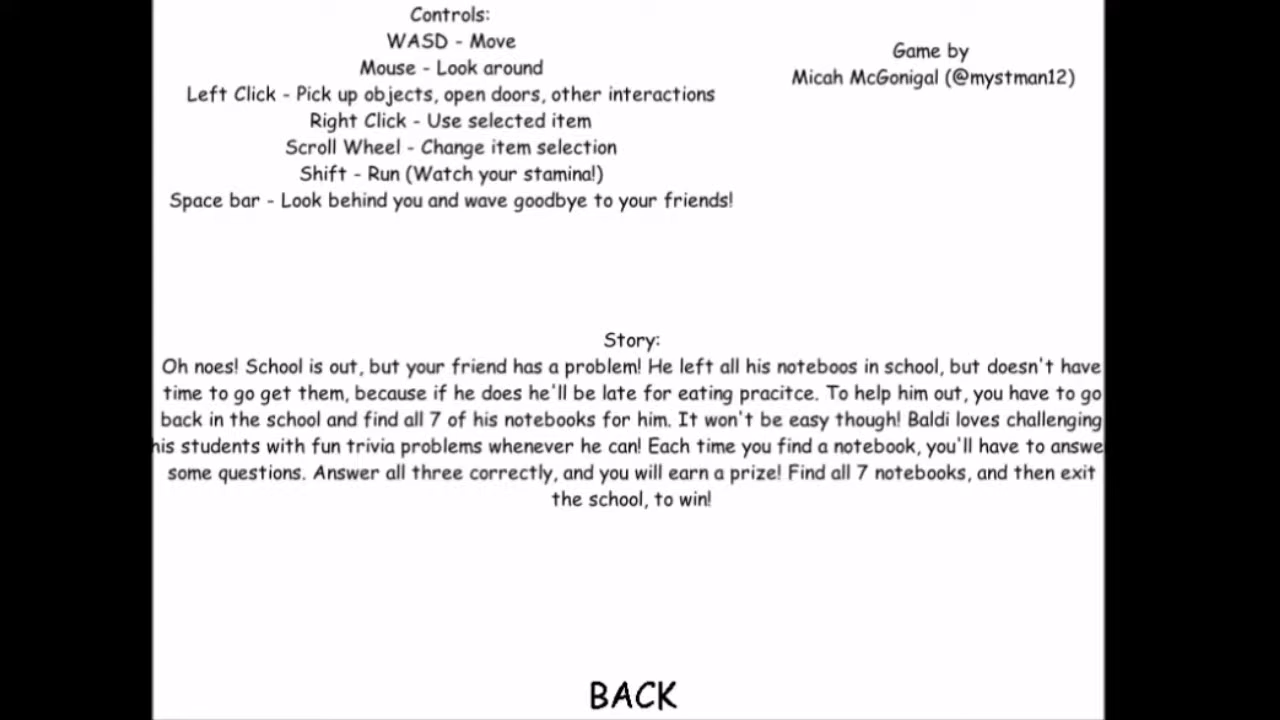 Controls:
WASD - Move
Mouse - Look around
Left Click - Pick up objects, open doors, other interactions
Right Click - Use selected item
Scroll Wheel - Change item selection
Shift - Run (Watch your stamina!)
Space bar - Look behind you and wave goodbye to your friends!
Game by
Micah McGonigal (@mystman12)
Story:
Oh noes! School is out, but your friend has a problem! He left all his noteboos in school, but doesn't have
time to go get them, because if he does he'll be late for eating pracitce. To help him out, you have to go
back in the school and find all 7 of his notebooks for him. It won't be easy though! Baldi loves challenging
his students with fun trivia problems whenever he can! Each time you find a notebook, you'll have to answe
some questions. Answer all three correctly, and you will earn a prize! Find all 7 notebooks, and then exit
the school, to win!
BACK